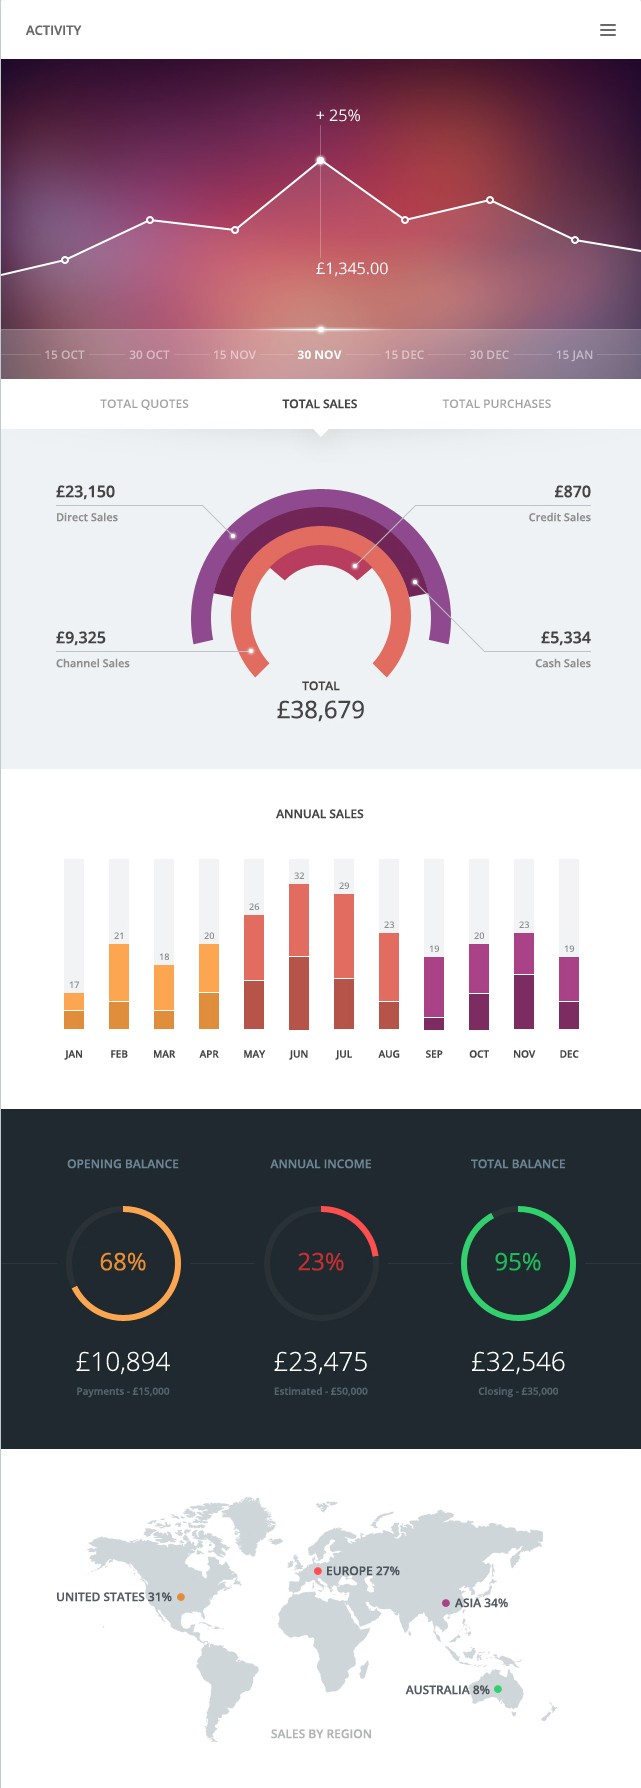 ACTIVITY
+ 25%
£1,345.00
15 OCT 30 OCT 15 NOV 30 NOV 15 DEC 30 DEC 15 JAN
TOTAL QUOTES TOTAL SALES TOTAL PURCHASES
£23,150 £870
Direct Sales Credit Sales
£9,325 £5,334
Channel Sales Cash Sales
TOTAL
£38,679
ANNUAL SALES
17 21 18 20 26 32 29 23 19 20 23 19
JAN FEB MAR APR MAY JUN JUL AUG SEP OCT NOV DEC
OPENING BALANCE ANNUAL INCOME TOTAL BALANCE
68% 23% 95%
£10,894 £23,475 £32,546
Payments - £15,000 Estimated - £50,000 Closing - £35,000
EUROPE 27%
UNITED STATES 31%
ASIA 34%
AUSTRALIA 8%
SALES BY REGION